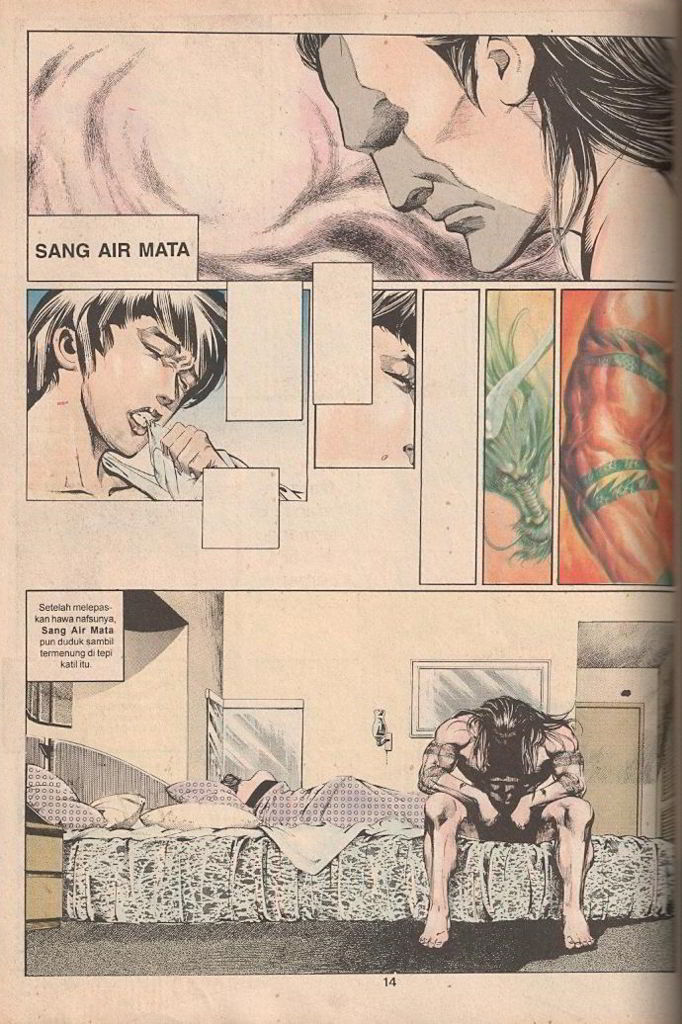 SANG AIR MATA
Setelah melepas-
kan hawa nafsunya,
Sang Air Mata
pun duduk sambil
termenung di tepi
katil itu.
14